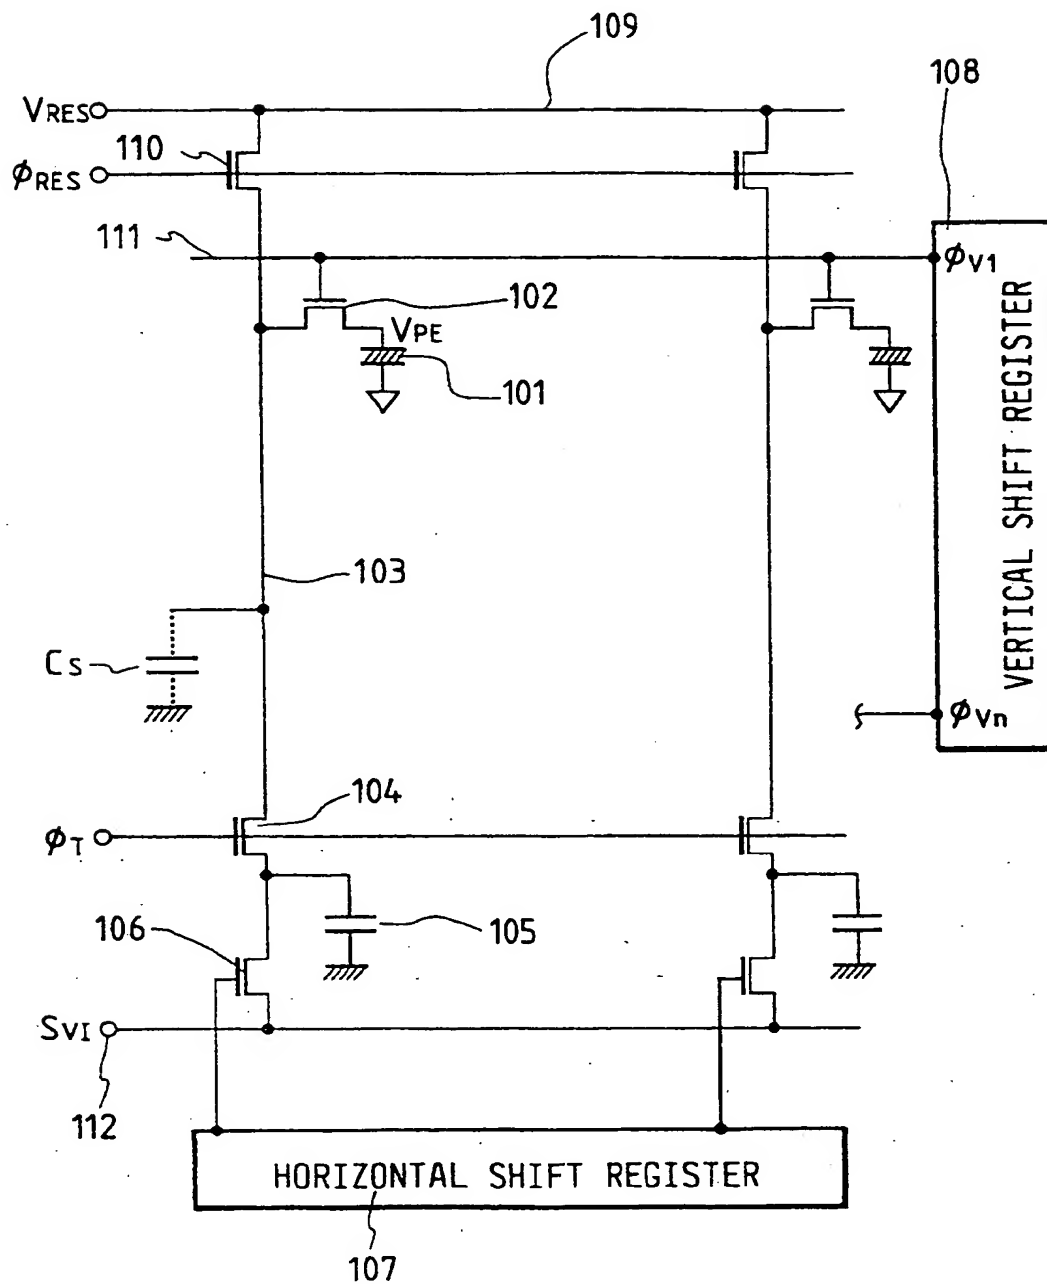 109
108
VRES
110
φRES
111
φV1
102
VPE
101
VERTICAL SHIFT REGISTER
103
CS
φVn
104
φT
105
106
SVI
112
HORIZONTAL SHIFT REGISTER
107